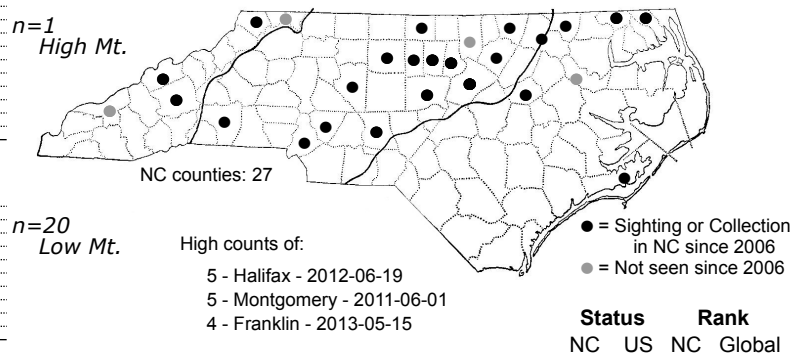 n=1
High Mt.
NC counties: 27
n=20
Low Mt.
High counts of:
5 - Halifax - 2012-06-19
5 - Montgomery - 2011-06-01
4 - Franklin - 2013-05-15
= Sighting or Collection
in NC since 2006
= Not seen since 2006
Status Rank
NC US NC Global